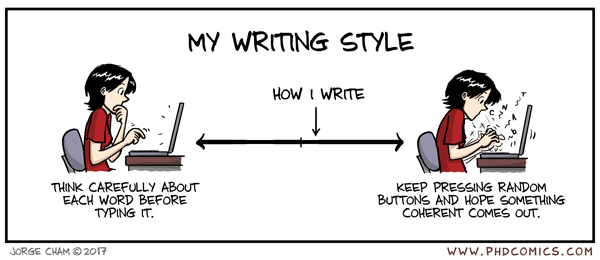 MY WRITING STYLE
HOW I WRITE
THINK CAREFULLY ABOUT
EACH WORD BEFORE
TYPING IT.
KEEP PRESSING RANDOM
BUTTONS AND HOPE SOMETHING
COHERENT COMES OUT.
JORGE CHAM © 2017
WWW.PHDCOMICS.COM